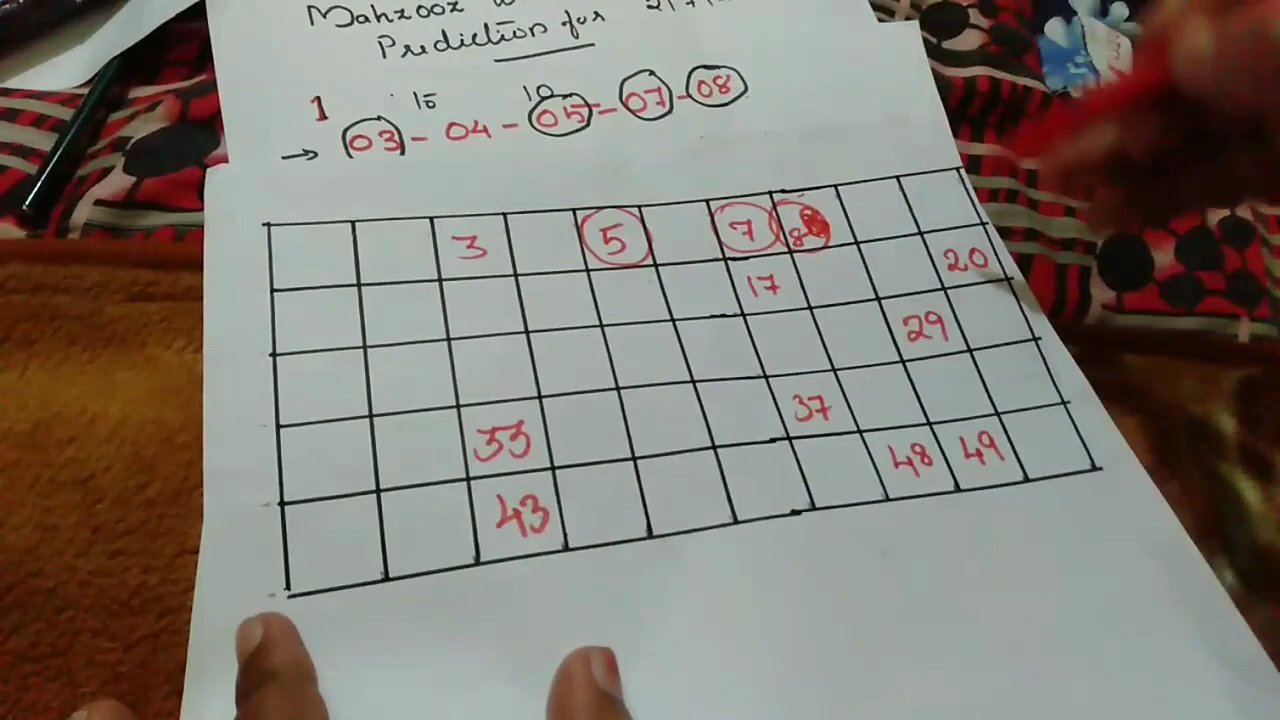 Mahzooz
Prediction for
1 15 10
→ 03 - 04 - 05 - 07 - 08
3 5 7 8
17 20
29
33 37
43 48 49